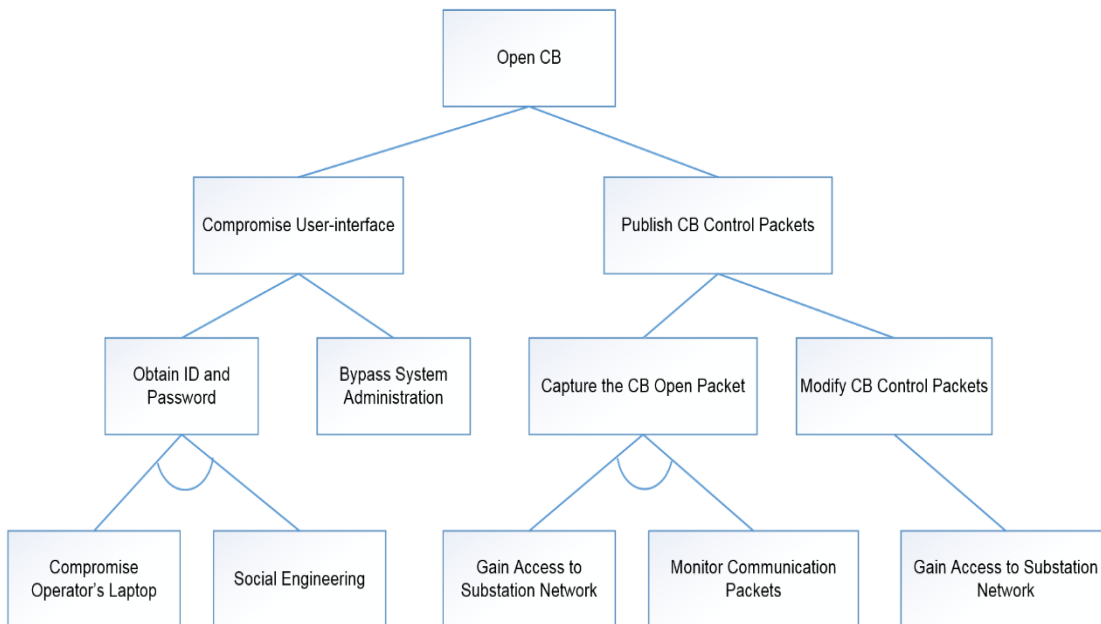 Open CB
Compromise User-interface
Publish CB Control Packets
Obtain ID and
Password
Bypass System
Administration
Capture the CB Open Packet
Modify CB Control Packets
Compromise
Operator's Laptop
Social Engineering
Gain Access to
Substation Network
Monitor Communication
Packets
Gain Access to Substation
Network